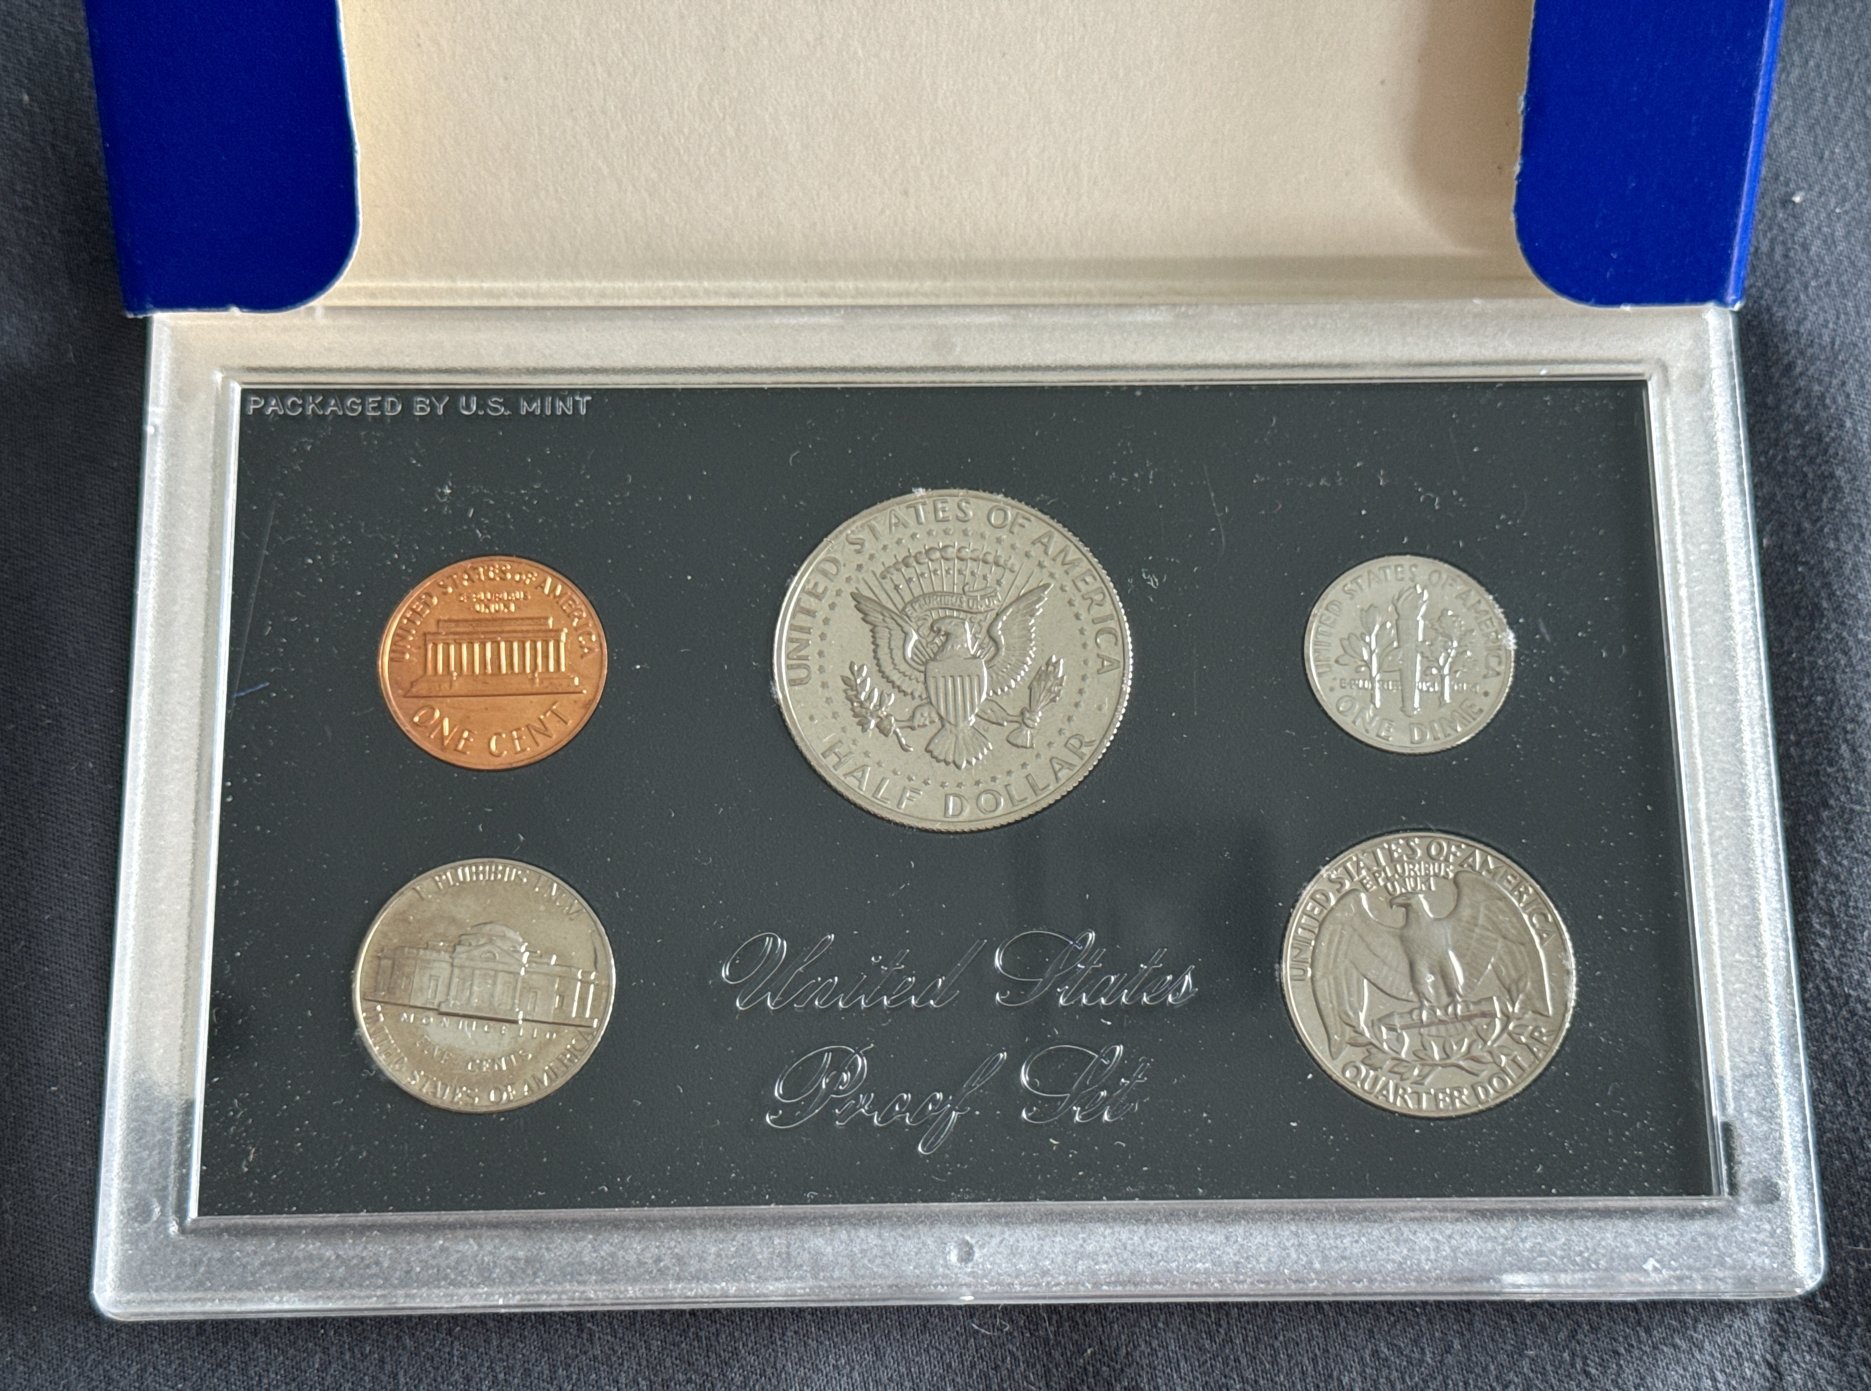 PACKAGED BY U.S. MINT
UNITED STATES OF AMERICA
E PLURIBUS
UNUM
ONE CENT
UNITED STATES OF AMERICA
E PLURIBUS UNUM
HALF DOLLAR
UNITED STATES OF AMERICA
E PLURIBUS UNUM
ONE DIME
E PLURIBUS UNUM
MONTICELLO
FIVE CENTS
UNITED STATES OF AMERICA
United States
Proof Set
UNITED STATES OF AMERICA
E PLURIBUS
UNUM
QUARTER DOLLAR